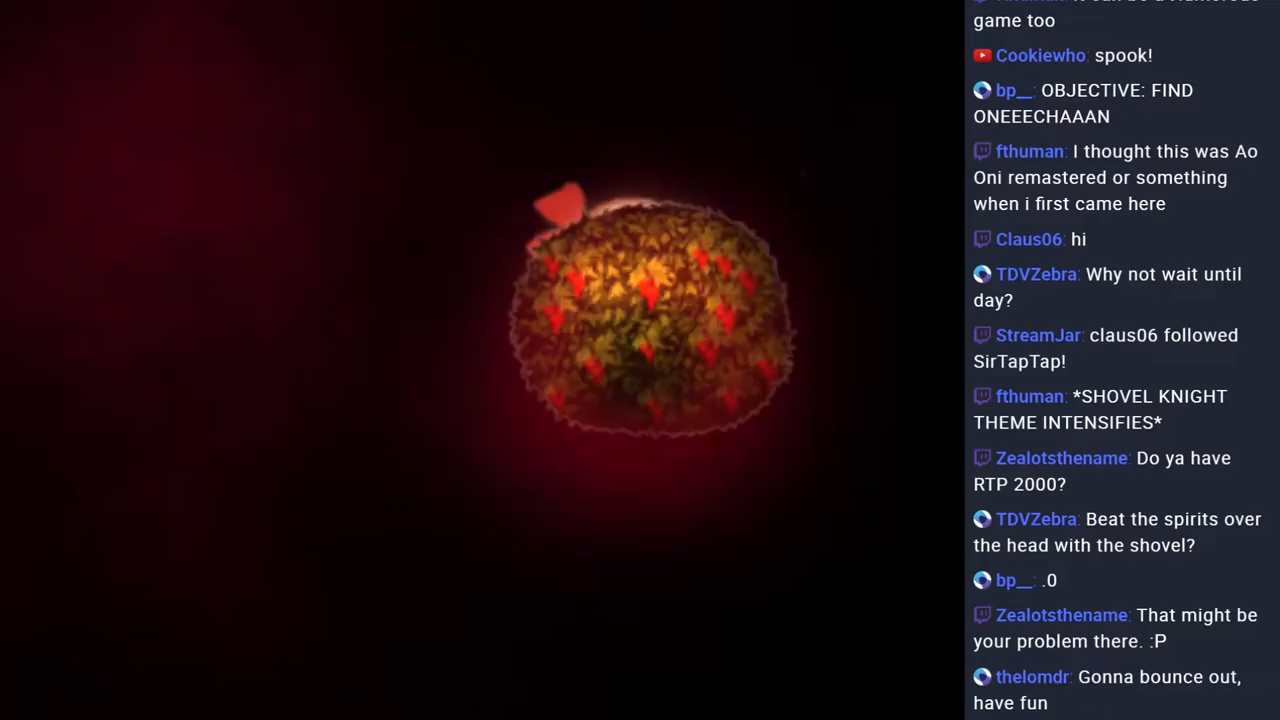 game too
Cookiewho: spook!
bp__: OBJECTIVE: FIND
ONEEECHAAAN
fthuman: I thought this was Ao
Oni remastered or something
when i first came here
Claus06: hi
TDVZebra: Why not wait until
day?
StreamJar: claus06 followed
SirTapTap!
fthuman: *SHOVEL KNIGHT
THEME INTENSIFIES*
Zealotsthename: Do ya have
RTP 2000?
TDVZebra: Beat the spirits over
the head with the shovel?
bp__: .0
Zealotsthename: That might be
your problem there. :P
thelomdr: Gonna bounce out,
have fun